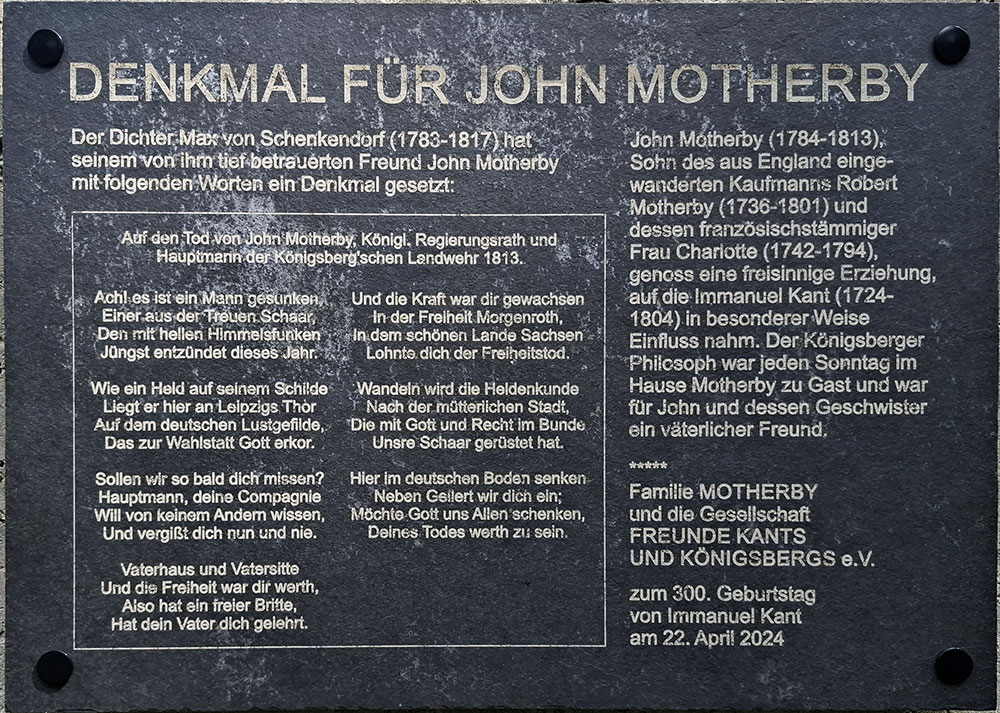 DENKMAL FÜR JOHN MOTHERBY
Der Dichter Max von Schenkendorf (1783-1817) hat
seinem von ihm tief betrauerten Freund John Motherby
mit folgenden Worten ein Denkmal gesetzt:
Auf den Tod von John Motherby, Königl. Regierungsrath und
Hauptmann der Königsberg'schen Landwehr 1813.
Ach! es ist ein Mann gesunken,
Einer aus der Treuen Schaar,
Den mit hellen Himmelsfunken
Jüngst entzündet dieses Jahr.
Wie ein Held auf seinem Schilde
Liegt er hier an Leipzigs Thor
Auf dem deutschen Lustgefilde,
Das zur Wahlstatt Gott erkor.
Sollen wir so bald dich missen?
Hauptmann, deine Compagnie
Will von keinem Andern wissen,
Und vergißt dich nun und nie.
Vaterhaus und Vatersitte
Und die Freiheit war dir werth,
Also hat ein freier Britte,
Hat dein Vater dich gelehrt.
Und die Kraft war dir gewachsen
In der Freiheit Morgenroth,
In dem schönen Lande Sachsen
Lohnte dich der Freiheitstod.
Wandeln wird die Heldenkunde
Nach der mütterlichen Stadt,
Die mit Gott und Recht im Bunde
Unsre Schaar gerüstet hat.
Hier im deutschen Boden senken
Neben Gellert wir dich ein;
Möchte Gott uns Allen schenken,
Deines Todes werth zu sein.
John Motherby (1784-1813),
Sohn des aus England einge-
wanderten Kaufmanns Robert
Motherby (1736-1801) und
dessen französischstämmiger
Frau Charlotte (1742-1794),
genoss eine freisinnige Erziehung,
auf die Immanuel Kant (1724-
1804) in besonderer Weise
Einfluss nahm. Der Königsberger
Philosoph war jeden Sonntag im
Hause Motherby zu Gast und war
für John und dessen Geschwister
ein väterlicher Freund.
*****
Familie MOTHERBY
und die Gesellschaft
FREUNDE KANTS
UND KÖNIGSBERGS e.V.
zum 300. Geburtstag
von Immanuel Kant
am 22. April 2024